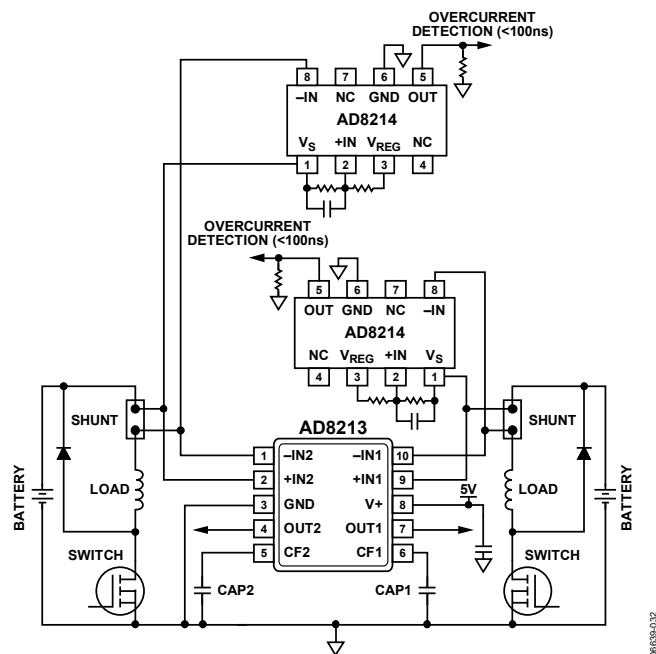 OVERCURRENT
DETECTION (<100ns)
8 7 6 5
–IN NC GND OUT
AD8214
VS +IN VREG NC
1 2 3 4
OVERCURRENT
DETECTION (<100ns)
5 6 7 8
OUT GND NC –IN
AD8214
NC VREG +IN VS
4 3 2 1
AD8213
SHUNT
SHUNT
BATTERY
LOAD
SWITCH
1 –IN2 –IN1 10
2 +IN2 +IN1 9
3 GND V+ 8
5V
4 OUT2 OUT1 7
5 CF2 CF1 6
CAP2
CAP1
LOAD
SWITCH
BATTERY
06639-032